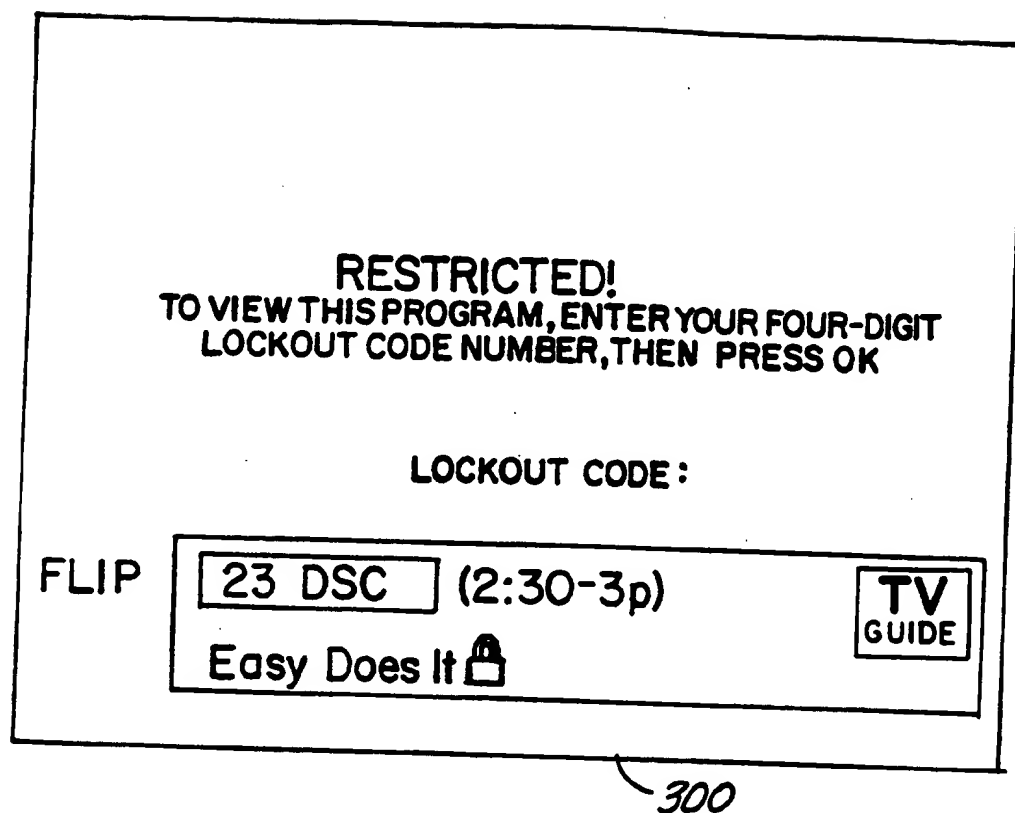 RESTRICTED!
TO VIEW THIS PROGRAM, ENTER YOUR FOUR-DIGIT
LOCKOUT CODE NUMBER, THEN PRESS OK
LOCKOUT CODE:
FLIP
23 DSC (2:30-3p)
TV
GUIDE
Easy Does It
300